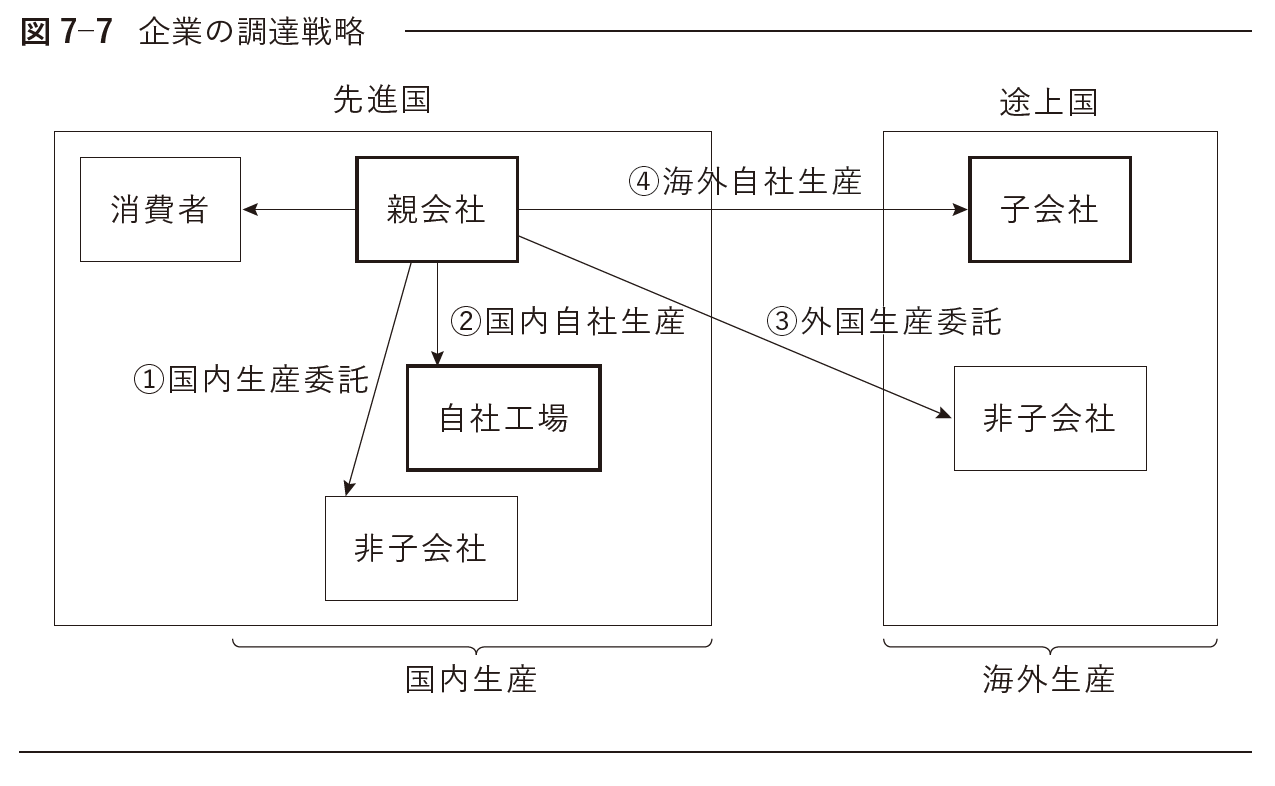 図 7–7 企業の調達戦略
先進国
途上国
消費者
親会社
④海外自社生産
子会社
②国内自社生産
③外国生産委託
①国内生産委託
自社工場
非子会社
非子会社
国内生産
海外生産